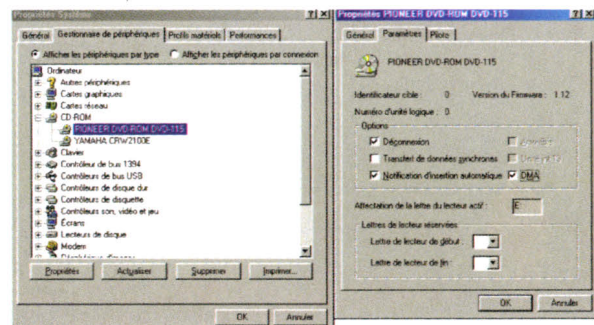 Propriétés Système
Général
Gestionnaire de périphériques
Profils matériels
Performances
Afficher les périphériques par type
Afficher les périphériques par connexion
Ordinateur
Autres périphériques
Cartes graphiques
Cartes réseau
CD-ROM
PIONEER DVD-ROM DVD-115
YAMAHA CRW2100E
Clavier
Contrôleur de bus 1394
Contrôleurs de bus USB
Contrôleurs de disque dur
Contrôleurs de disquette
Contrôleurs son, vidéo et jeu
Écrans
Lecteurs de disque
Modem
Propriétés
Actualiser
Supprimer
Imprimer...
OK
Annuler
Propriétés PIONEER DVD-ROM DVD-115
Général
Paramètres
Pilote
PIONEER DVD-ROM DVD-115
Identificateur cible : 0
Version du Firmware : 1.12
Numéro d'unité logique : 0
Options
Déconnexion
Transfert de données synchrones
Notification d'insertion automatique
DMA
Affectation de la lettre du lecteur actif :
E
Lettres de lecteur réservées
Lettre de lecteur de début :
Lettre de lecteur de fin :
OK
Annuler